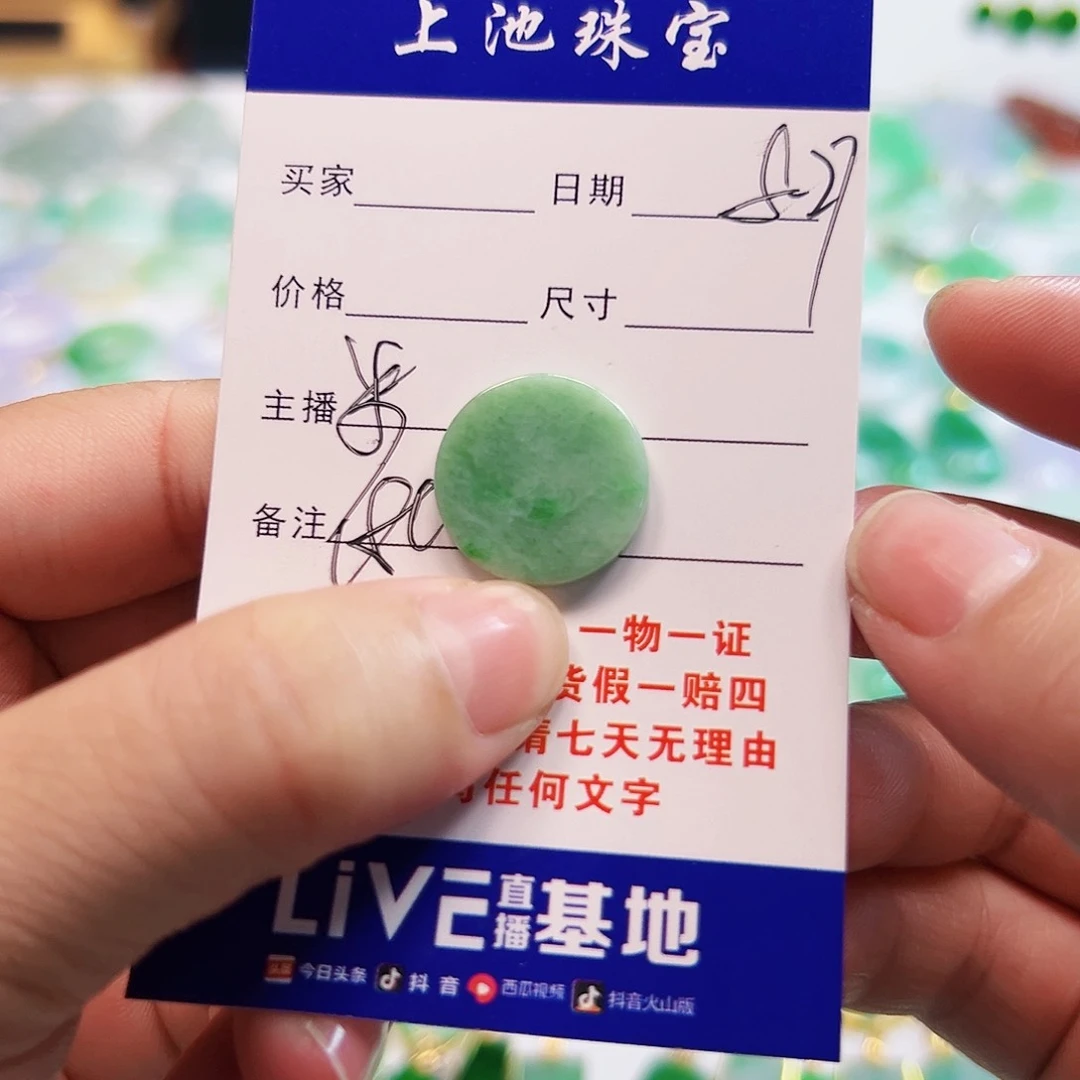 上池珠宝
买家 日期
价格 尺寸
主播
备注
一物一证
货假一赔四
七天无理由
任何文字
LiVE直播基地
今日头条 抖音 西瓜视频 抖音火山版